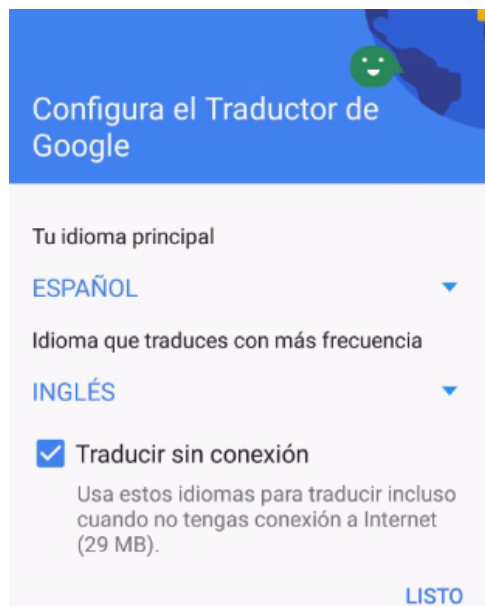 Configura el Traductor de
Google
Tu idioma principal
ESPAÑOL
Idioma que traduces con más frecuencia
INGLÉS
Traducir sin conexión
Usa estos idiomas para traducir incluso
cuando no tengas conexión a Internet
(29 MB).
LISTO